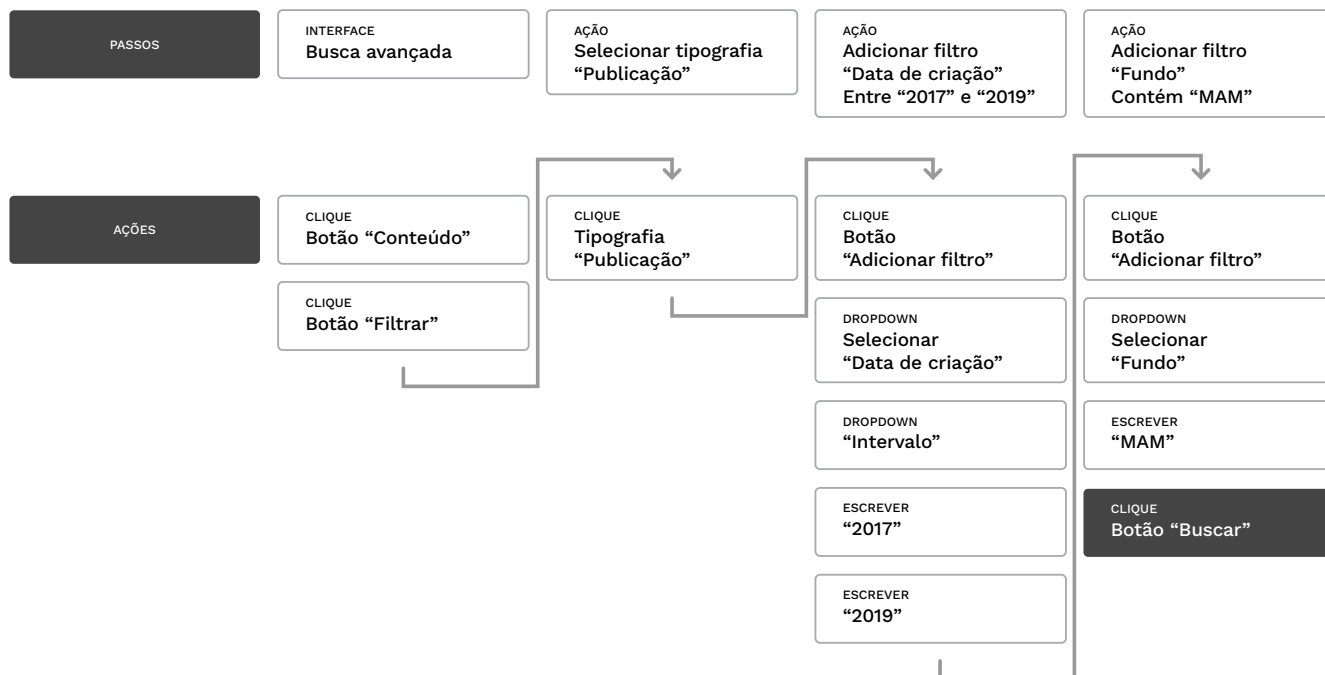 PASSOS
INTERFACE
Busca avançada
AÇÃO
Selecionar tipografia
“Publicação”
AÇÃO
Adicionar filtro
“Data de criação”
Entre “2017” e “2019”
AÇÃO
Adicionar filtro
“Fundo”
Contém “MAM”
AÇÕES
CLIQUE
Botão “Conteúdo”
CLIQUE
Botão “Filtrar”
CLIQUE
Tipografia
“Publicação”
CLIQUE
Botão
“Adicionar filtro”
DROPDOWN
Selecionar
“Data de criação”
DROPDOWN
“Intervalo”
ESCREVER
“2017”
ESCREVER
“2019”
CLIQUE
Botão
“Adicionar filtro”
DROPDOWN
Selecionar
“Fundo”
ESCREVER
“MAM”
CLIQUE
Botão “Buscar”